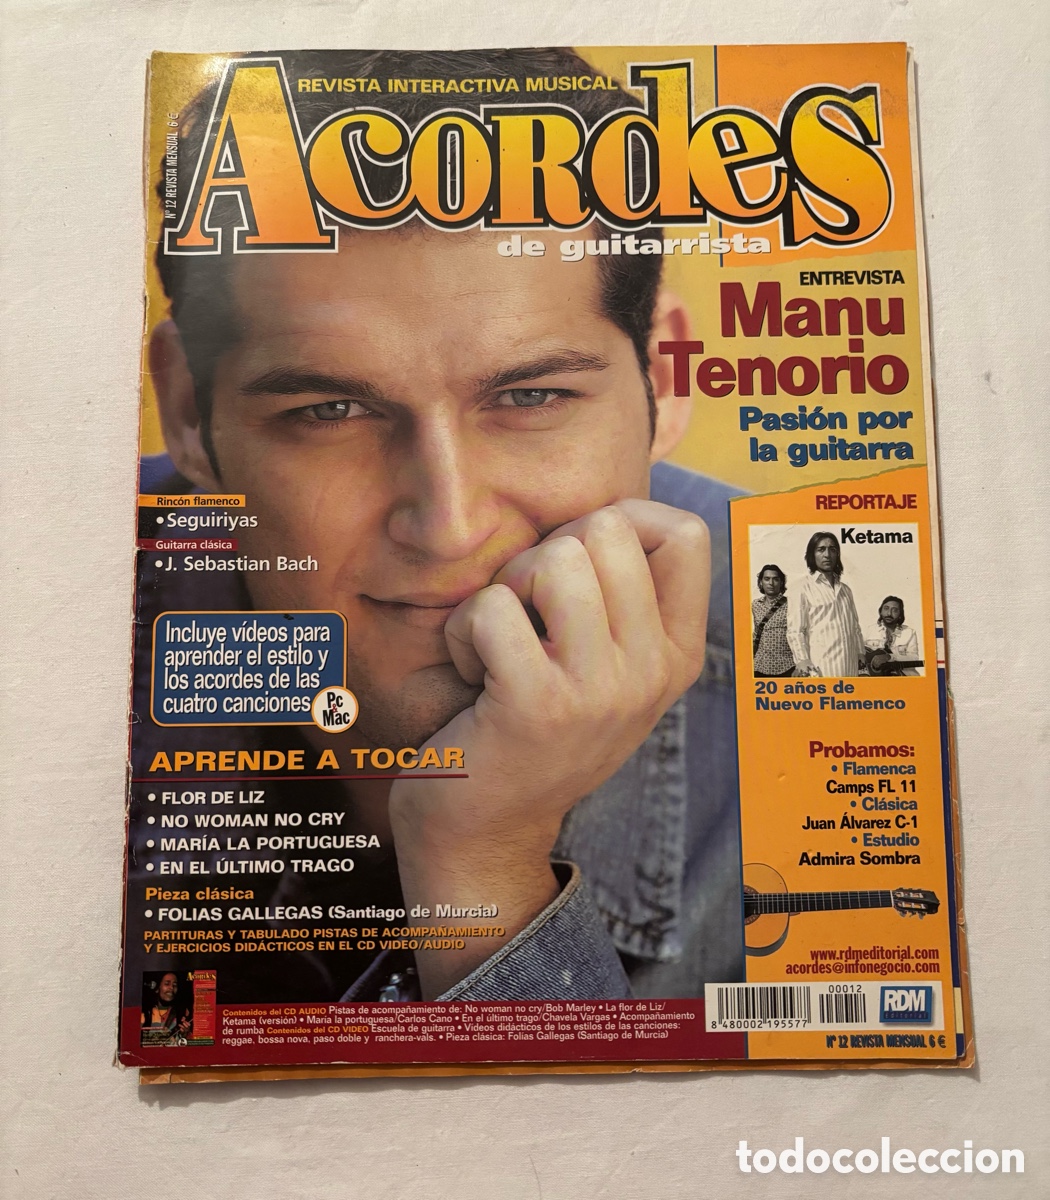 REVISTA INTERACTIVA MUSICAL
Acordes
de guitarrista
Nº 12 REVISTA MENSUAL 6 €
ENTREVISTA
Manu
Tenorio
Pasión por
la guitarra
Rincón flamenco
• Seguiriyas
Guitarra clásica
• J. Sebastian Bach
REPORTAJE
Ketama
20 años de
Nuevo Flamenco
Incluye vídeos para
aprender el estilo y
los acordes de las
cuatro canciones
Pc
&
Mac
APRENDE A TOCAR
• FLOR DE LIZ
• NO WOMAN NO CRY
• MARÍA LA PORTUGUESA
• EN EL ÚLTIMO TRAGO
Pieza clásica
• FOLIAS GALLEGAS (Santiago de Murcia)
PARTITURAS Y TABULADO PISTAS DE ACOMPAÑAMIENTO
Y EJERCICIOS DIDÁCTICOS EN EL CD VIDEO/AUDIO
Probamos:
• Flamenca
Camps FL 11
• Clásica
Juan Álvarez C-1
• Estudio
Admira Sombra
www.rdmeditorial.com
acordes@infonegocio.com
Acordes
Contenidos del CD AUDIO Pistas de acompañamiento de: No woman no cry/Bob Marley • La flor de Liz/
Ketama (versión) • María la portuguesa/Carlos Cano • En el último trago/Chavela Vargas • Acompañamiento
de rumba Contenidos del CD VIDEO Escuela de guitarra • Vídeos didácticos de los estilos de las canciones:
reggae, bossa nova, paso doble y ranchera-vals. • Pieza clásica: Folias Gallegas (Santiago de Murcia)
00012
8 480002 195577
RDM
EDITORIAL
Nº 12 REVISTA MENSUAL 6 €
todocoleccion